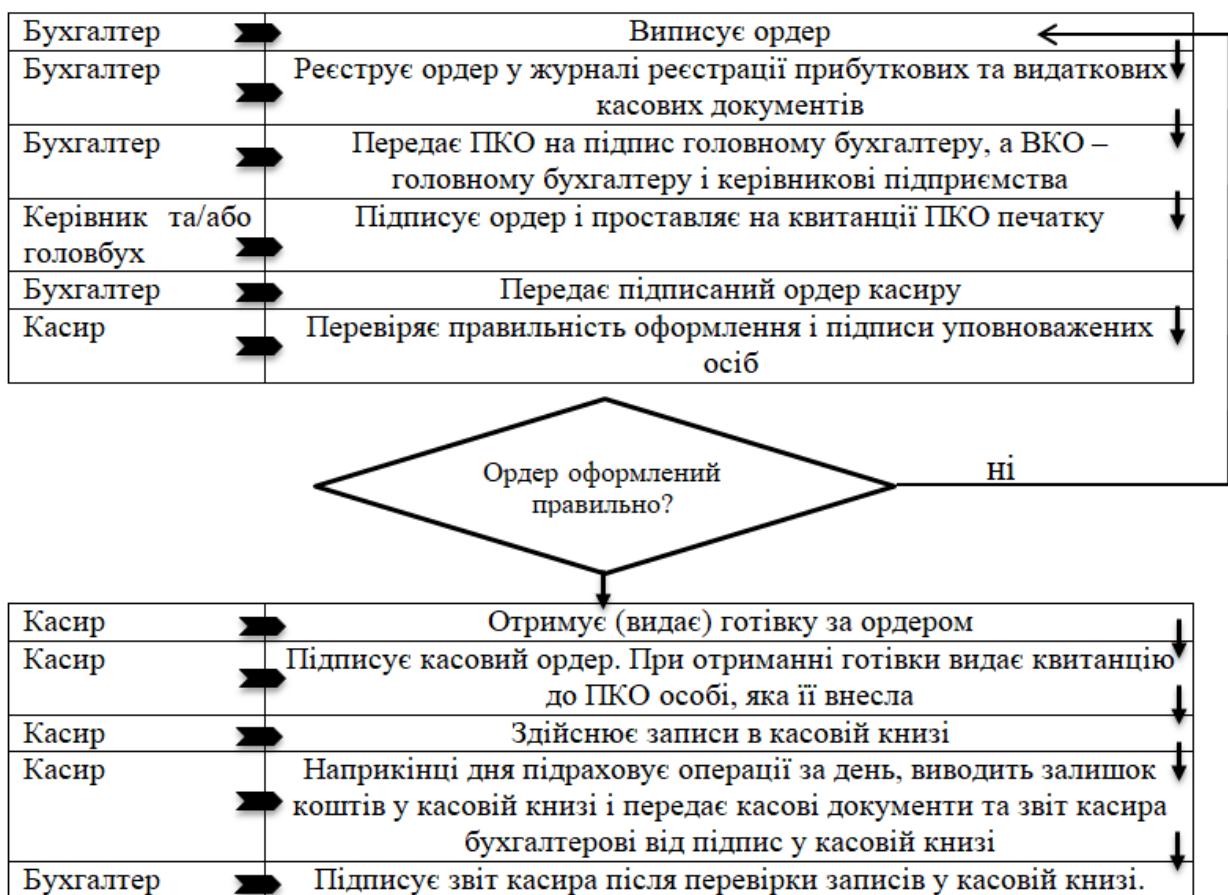 Бухгалтер Виписує ордер
Бухгалтер Реєструє ордер у журналі реєстрації прибуткових та видаткових
касових документів
Бухгалтер Передає ПКО на підпис головному бухгалтеру, а ВКО –
головному бухгалтеру і керівникові підприємства
Керівник та/або Підписує ордер і проставляє на квитанції ПКО печатку
головбух
Бухгалтер Передає підписаний ордер касиру
Касир Перевіряє правильність оформлення і підписи уповноважених
осіб
Ордер оформлений
правильно?
ні
Касир Отримує (видає) готівку за ордером
Касир Підписує касовий ордер. При отриманні готівки видає квитанцію
до ПКО особі, яка її внесла
Касир Здійснює записи в касовій книзі
Касир Наприкінці дня підраховує операції за день, виводить залишок
коштів у касовій книзі і передає касові документи та звіт касира
бухгалтерові від підпис у касовій книзі
Бухгалтер Підписує звіт касира після перевірки записів у касовій книзі.